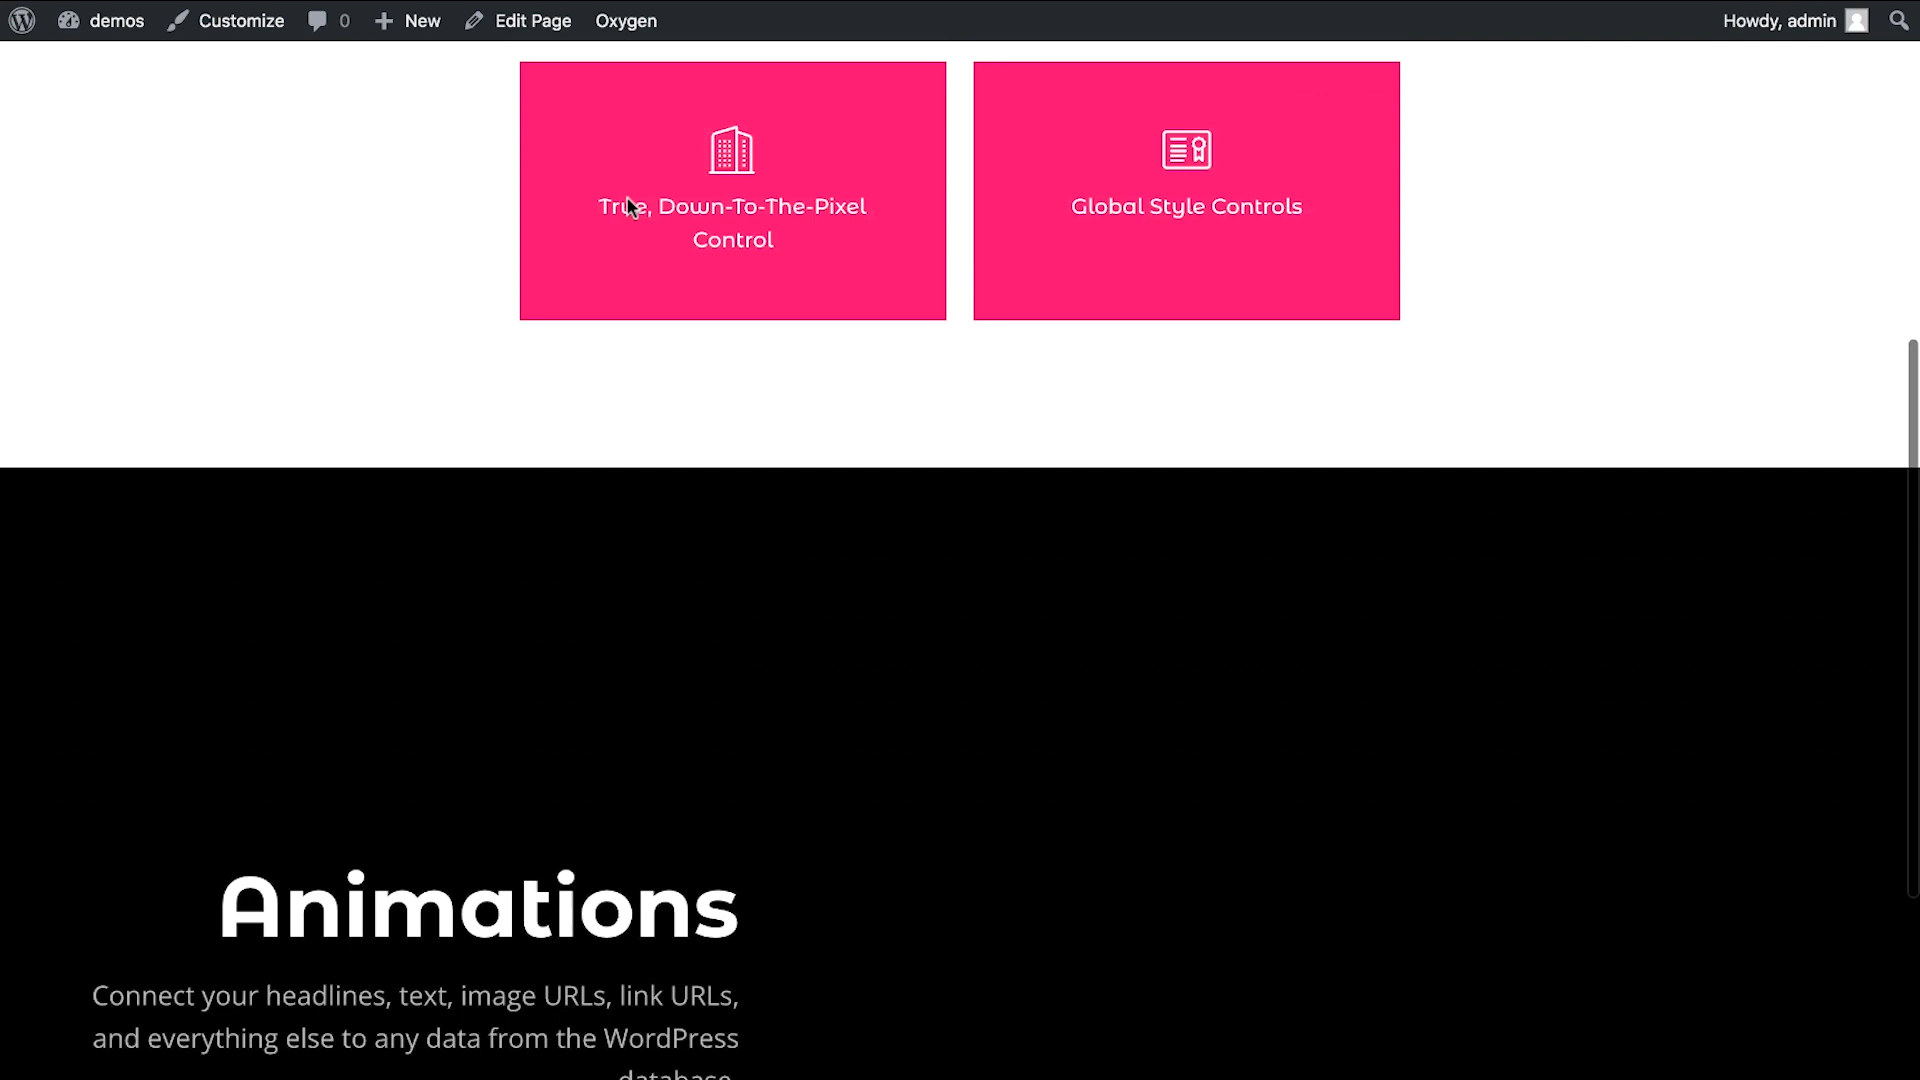 demos Customize 0 New Edit Page Oxygen Howdy, admin
True, Down-To-The-Pixel
Control
Global Style Controls
Animations
Connect your headlines, text, image URLs, link URLs,
and everything else to any data from the WordPress
database.